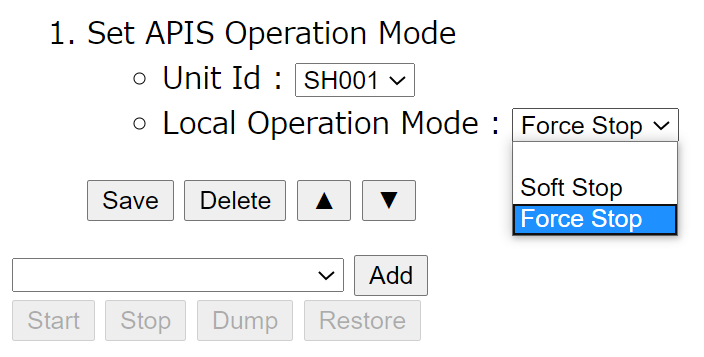 1. Set APIS Operation Mode
○ Unit Id : SH001
○ Local Operation Mode : Force Stop
Soft Stop
Force Stop
Save Delete ▲ ▼
Add
Start Stop Dump Restore